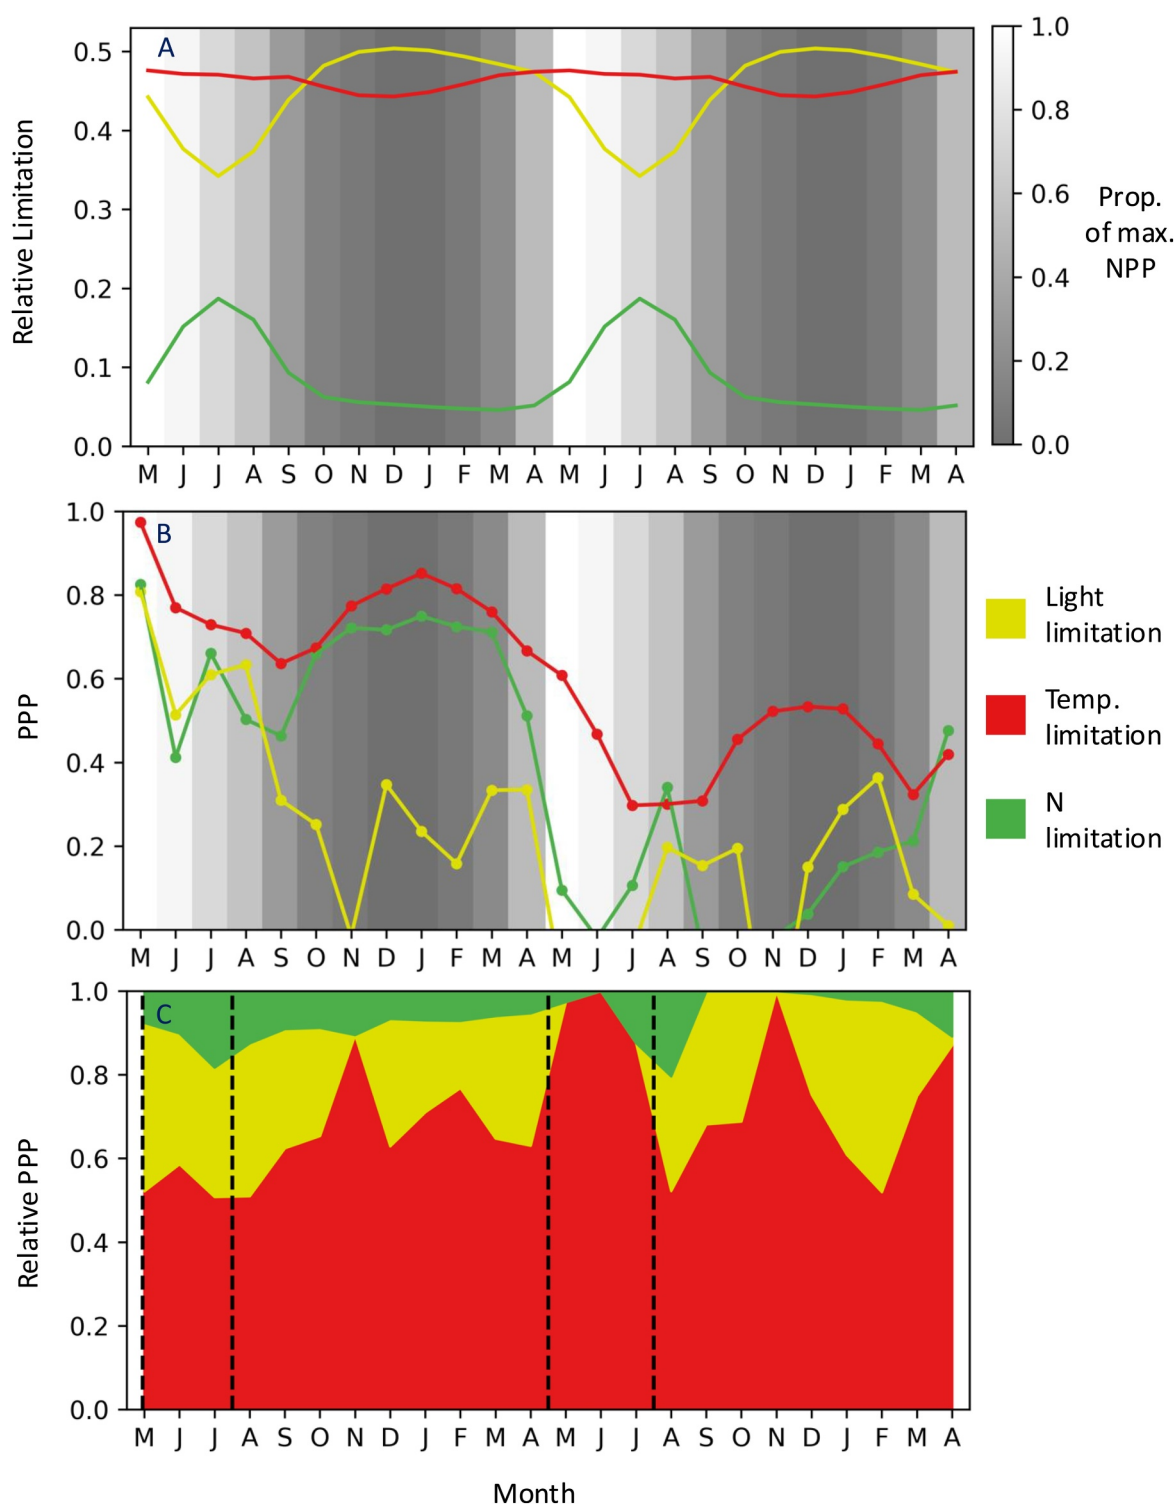 A
0.5
0.4
0.3
0.2
0.1
0.0
Relative Limitation
M J J A S O N D J F M A M J J A S O N D J F M A
1.0
0.8
0.6
0.4
0.2
0.0
Prop.
of max.
NPP
B
1.0
0.8
0.6
0.4
0.2
0.0
PPP
M J J A S O N D J F M A M J J A S O N D J F M A
Light
limitation
Temp.
limitation
N
limitation
C
1.0
0.8
0.6
0.4
0.2
0.0
Relative PPP
M J J A S O N D J F M A M J J A S O N D J F M A
Month